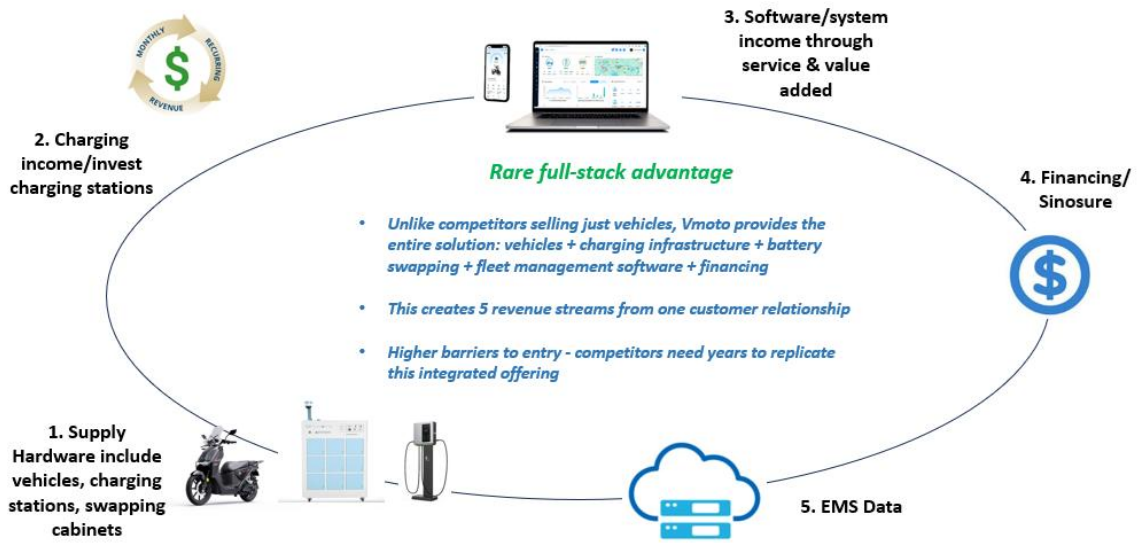 MONTHLY
RECURRING
REVENUE
$
2. Charging
income/invest
charging stations
3. Software/system
income through
service & value
added
Rare full-stack advantage
• Unlike competitors selling just vehicles, Vmoto provides the
entire solution: vehicles + charging infrastructure + battery
swapping + fleet management software + financing
• This creates 5 revenue streams from one customer relationship
• Higher barriers to entry - competitors need years to replicate
this integrated offering
4. Financing/
Sinosure
$
1. Supply
Hardware include
vehicles, charging
stations, swapping
cabinets
5. EMS Data